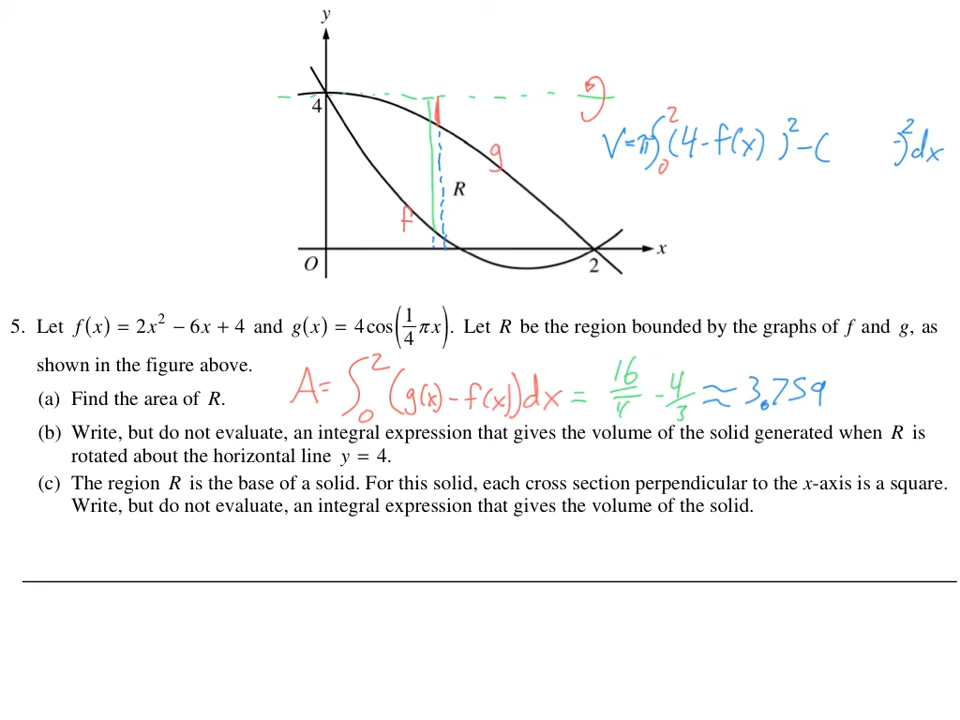 y
4
g
V=π∫₀² (4-f(x))²-( )²dx
g
R
f
O
2
x
5. Let f(x) = 2x² − 6x + 4 and g(x) = 4cos(1/4 πx). Let R be the region bounded by the graphs of f and g, as
shown in the figure above.
A= ∫₀² (g(x)-f(x))dx = 16/π - 4/3 ≈ 3.759
(a) Find the area of R.
(b) Write, but do not evaluate, an integral expression that gives the volume of the solid generated when R is
rotated about the horizontal line y = 4.
(c) The region R is the base of a solid. For this solid, each cross section perpendicular to the x-axis is a square.
Write, but do not evaluate, an integral expression that gives the volume of the solid.